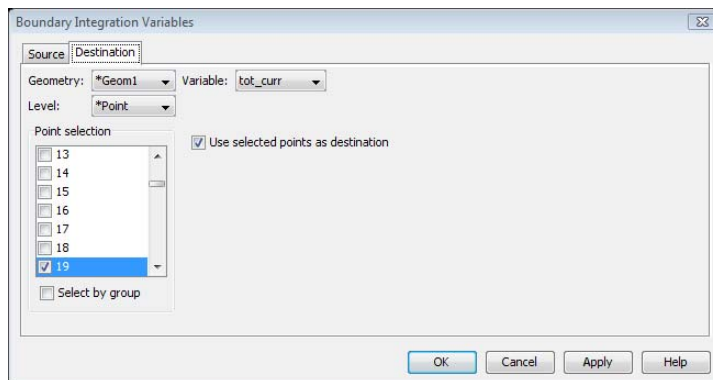 Boundary Integration Variables
Source Destination
Geometry: *Geom1 Variable: tot_curr
Level: *Point
Point selection
Use selected points as destination
13
14
15
16
17
18
19
Select by group
OK Cancel Apply Help